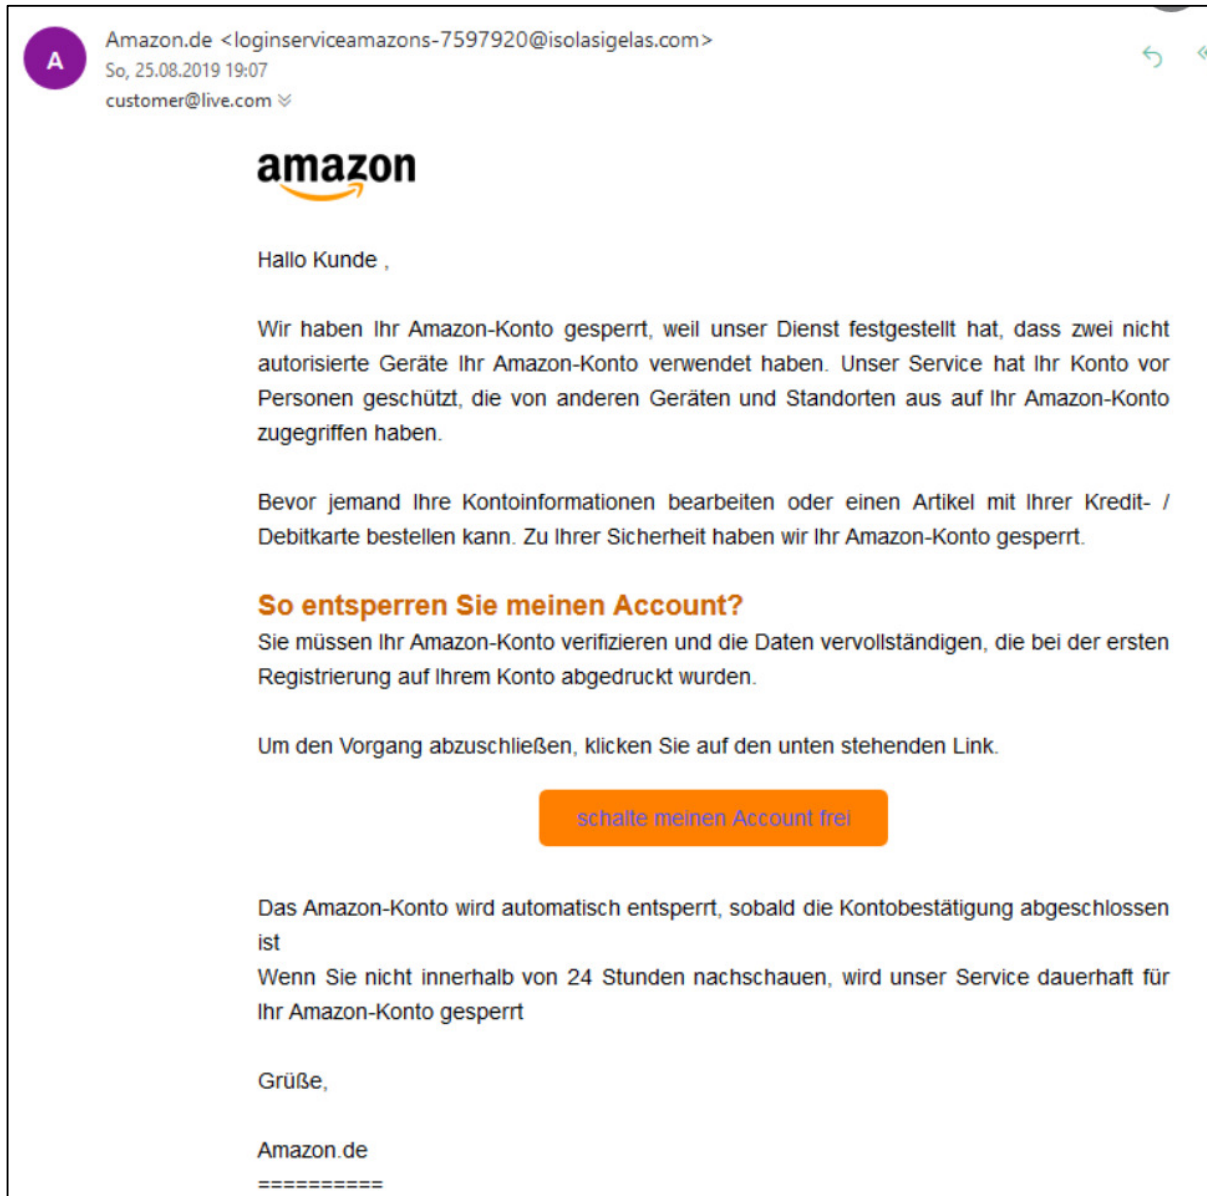 A
Amazon.de <loginserviceamazons-7597920@isolasigelas.com>
So, 25.08.2019 19:07
customer@live.com
amazon
Hallo Kunde ,
Wir haben Ihr Amazon-Konto gesperrt, weil unser Dienst festgestellt hat, dass zwei nicht
autorisierte Geräte Ihr Amazon-Konto verwendet haben. Unser Service hat Ihr Konto vor
Personen geschützt, die von anderen Geräten und Standorten aus auf Ihr Amazon-Konto
zugegriffen haben.
Bevor jemand Ihre Kontoinformationen bearbeiten oder einen Artikel mit Ihrer Kredit- /
Debitkarte bestellen kann. Zu Ihrer Sicherheit haben wir Ihr Amazon-Konto gesperrt.
So entsperren Sie meinen Account?
Sie müssen Ihr Amazon-Konto verifizieren und die Daten vervollständigen, die bei der ersten
Registrierung auf Ihrem Konto abgedruckt wurden.
Um den Vorgang abzuschließen, klicken Sie auf den unten stehenden Link.
schalte meinen Account frei
Das Amazon-Konto wird automatisch entsperrt, sobald die Kontobestätigung abgeschlossen
ist
Wenn Sie nicht innerhalb von 24 Stunden nachschauen, wird unser Service dauerhaft für
Ihr Amazon-Konto gesperrt
Grüße,
Amazon.de
==========